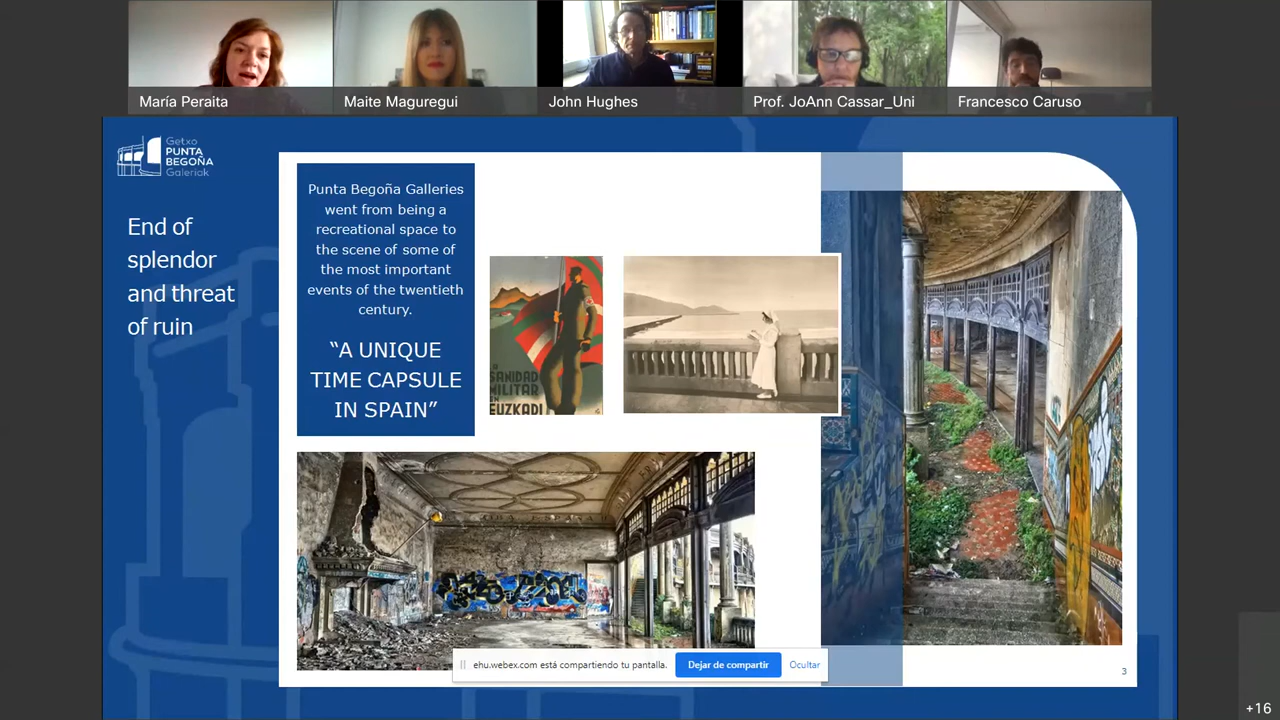 María Peraita
Maite Maguregui
John Hughes
Prof. JoAnn Cassar_Uni
Francesco Caruso
Getxo
PUNTA
BEGOÑA
Galeriak
End of
splendor
and threat
of ruin
Punta Begoña Galleries
went from being a
recreational space to
the scene of some of
the most important
events of the twentieth
century.
“A UNIQUE
TIME CAPSULE
IN SPAIN”
LA
SANIDAD
MILITAR
EN
EUZKADI
ehu.webex.com está compartiendo tu pantalla.
Dejar de compartir
Ocultar
3
+16